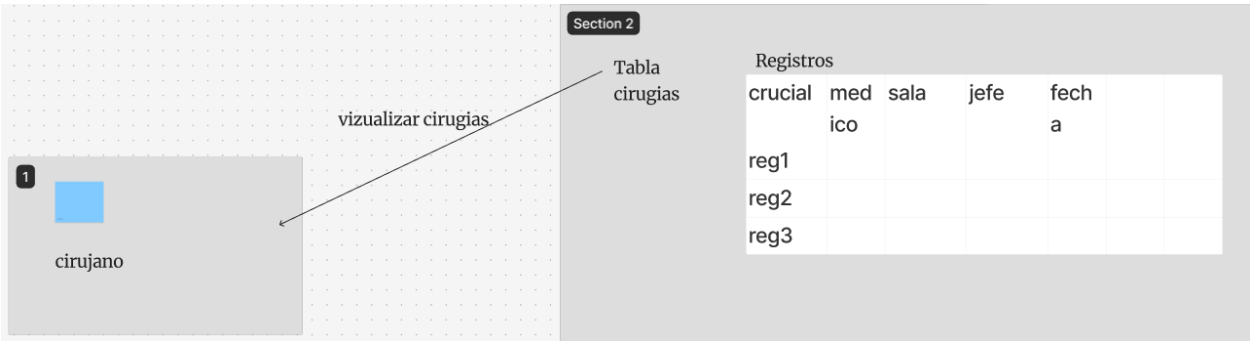 Section 2
Tabla
cirugias
Registros
crucial med sala jefe fech
ico a
reg1
reg2
reg3
vizualizar cirugias
1
cirujano